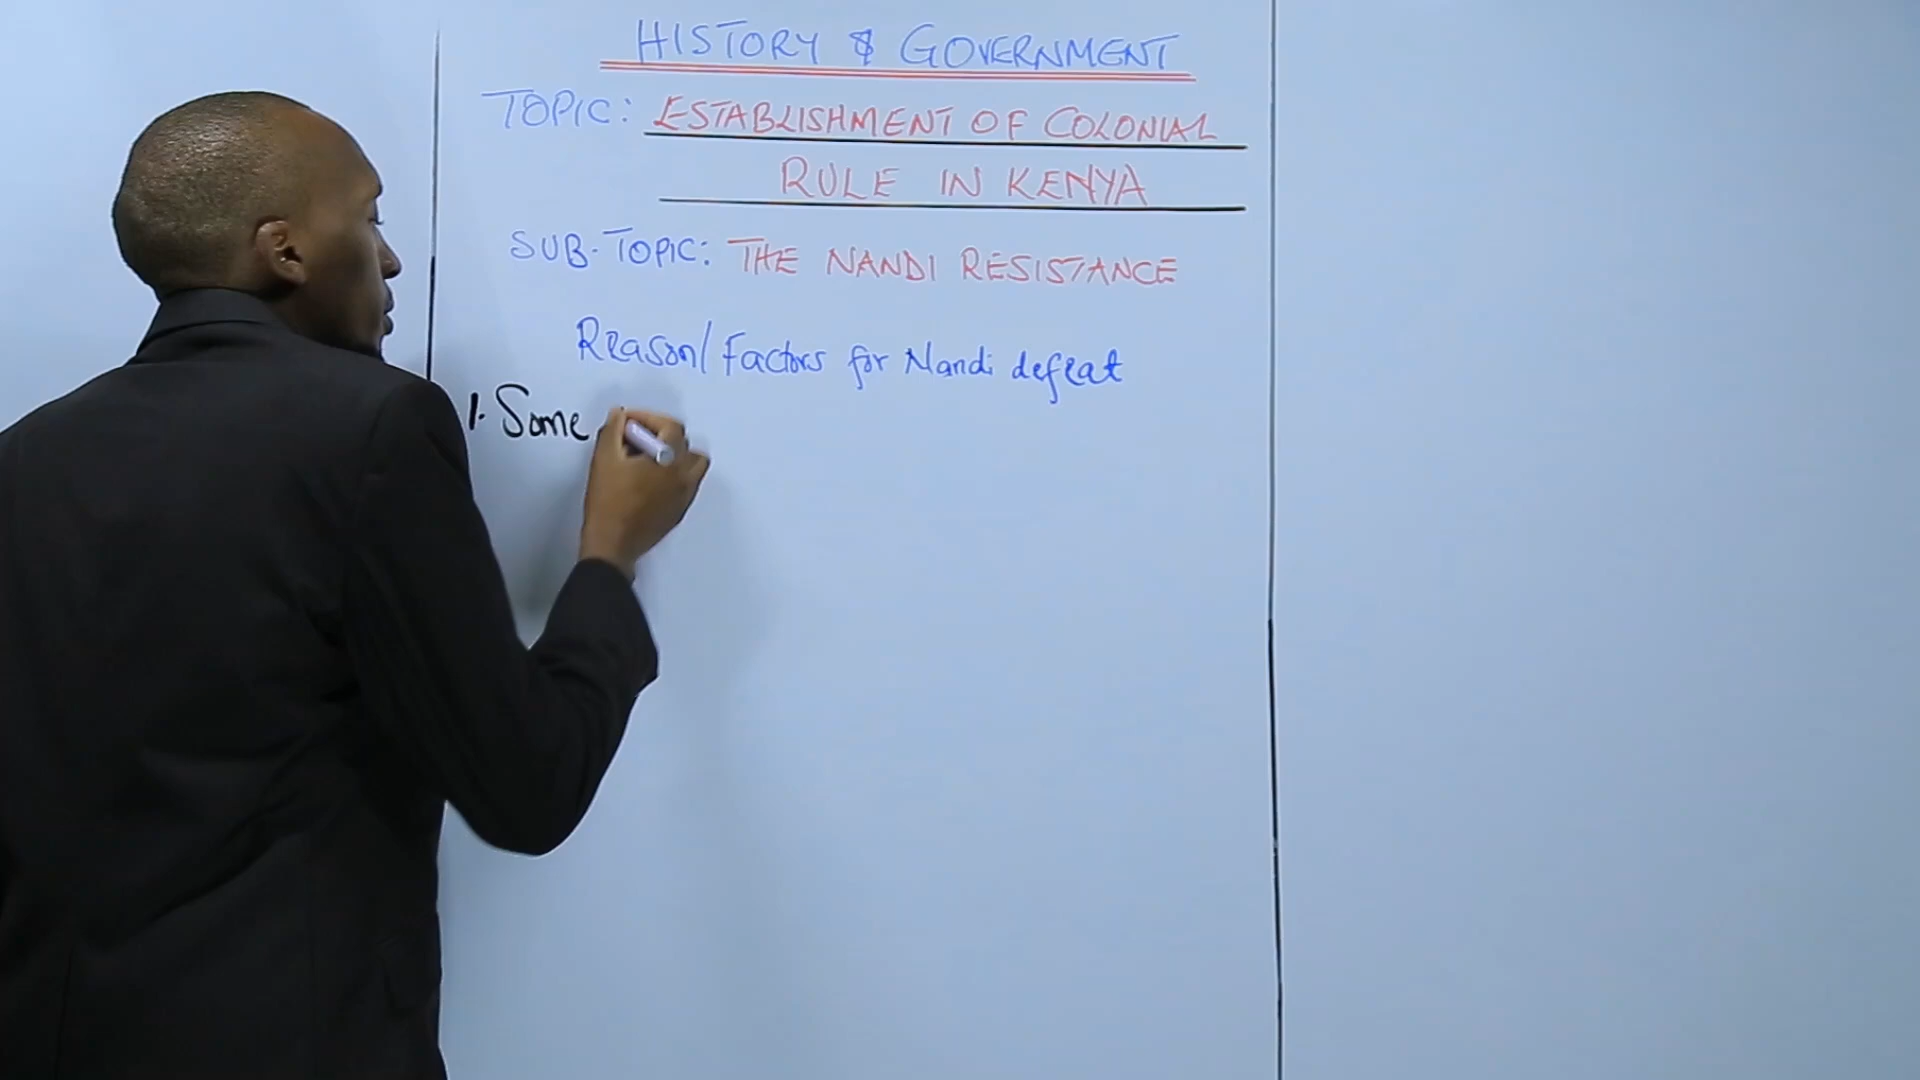 HISTORY & GOVERNMENT
TOPIC: ESTABLISHMENT OF COLONIAL
RULE IN KENYA
SUB-TOPIC: THE NANDI RESISTANCE
Reason/Factors for Nandi defeat
1. Some